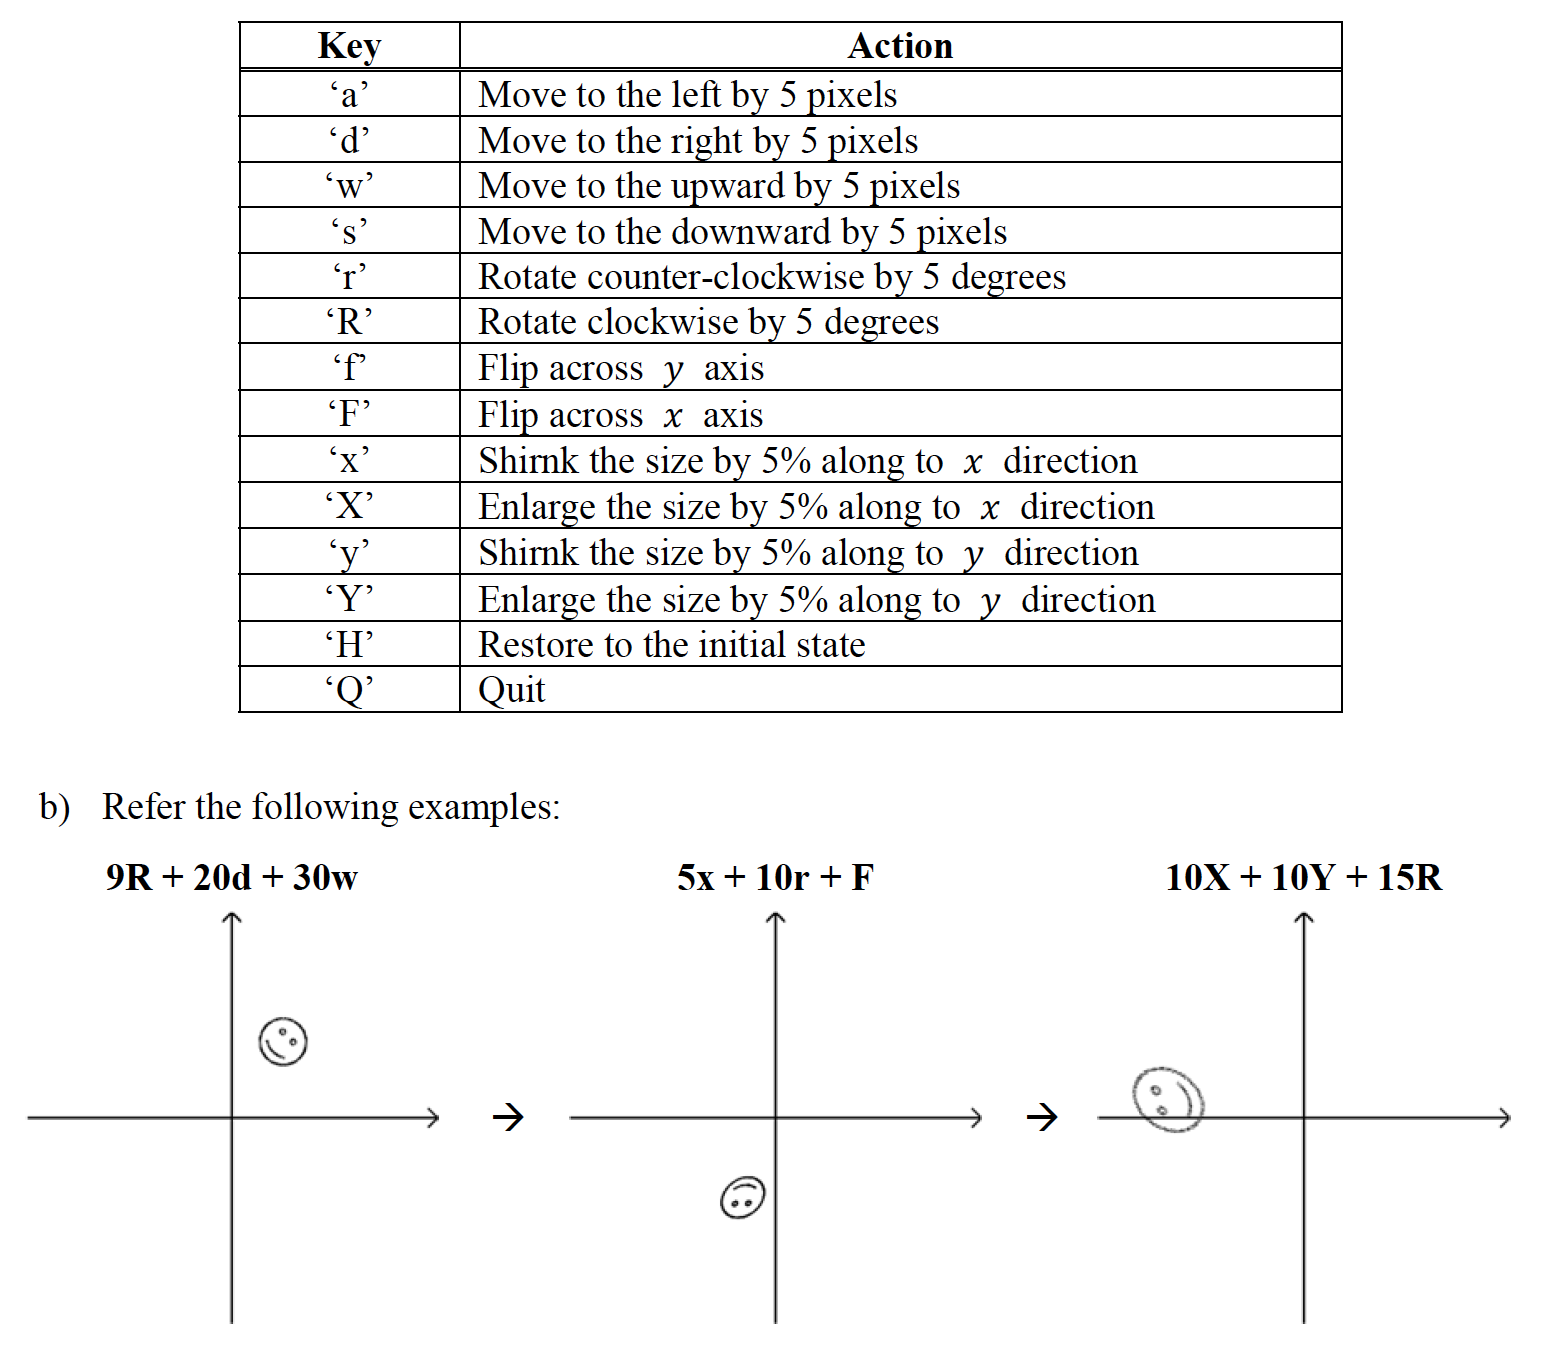 Key Action
‘a’ Move to the left by 5 pixels
‘d’ Move to the right by 5 pixels
‘w’ Move to the upward by 5 pixels
‘s’ Move to the downward by 5 pixels
‘r’ Rotate counter-clockwise by 5 degrees
‘R’ Rotate clockwise by 5 degrees
‘f’ Flip across y axis
‘F’ Flip across x axis
‘x’ Shirnk the size by 5% along to x direction
‘X’ Enlarge the size by 5% along to x direction
‘y’ Shirnk the size by 5% along to y direction
‘Y’ Enlarge the size by 5% along to y direction
‘H’ Restore to the initial state
‘Q’ Quit
b) Refer the following examples:
9R + 20d + 30w 5x + 10r + F 10X + 10Y + 15R
→ →